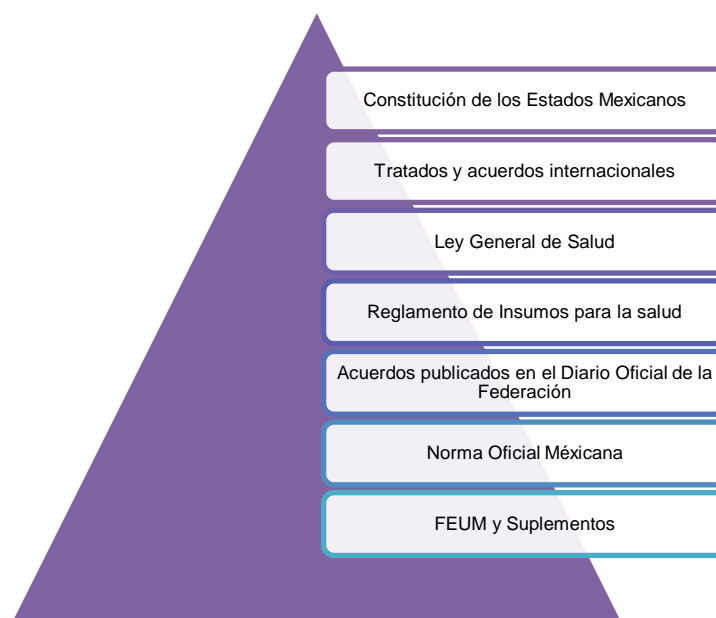 Constitución de los Estados Mexicanos
Tratados y acuerdos internacionales
Ley General de Salud
Reglamento de Insumos para la salud
Acuerdos publicados en el Diario Oficial de la
Federación
Norma Oficial Méxicana
FEUM y Suplementos